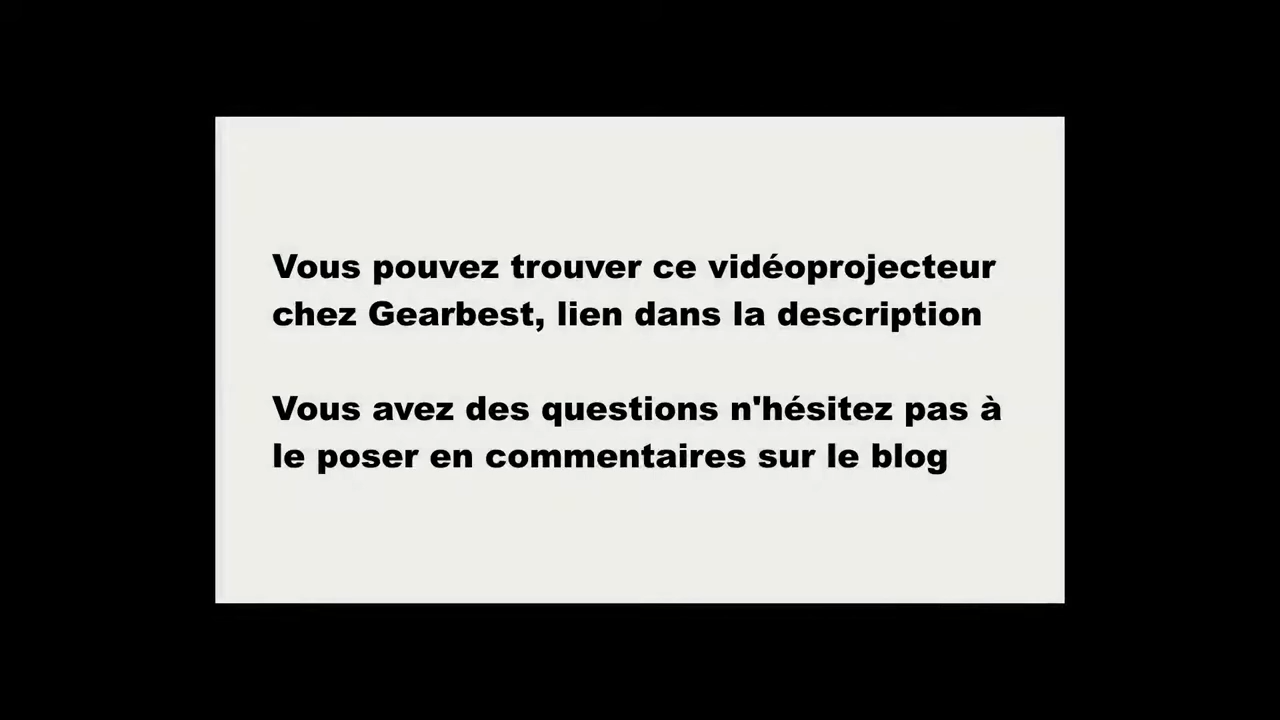 Vous pouvez trouver ce vidéoprojecteur
chez Gearbest, lien dans la description
Vous avez des questions n'hésitez pas à
le poser en commentaires sur le blog